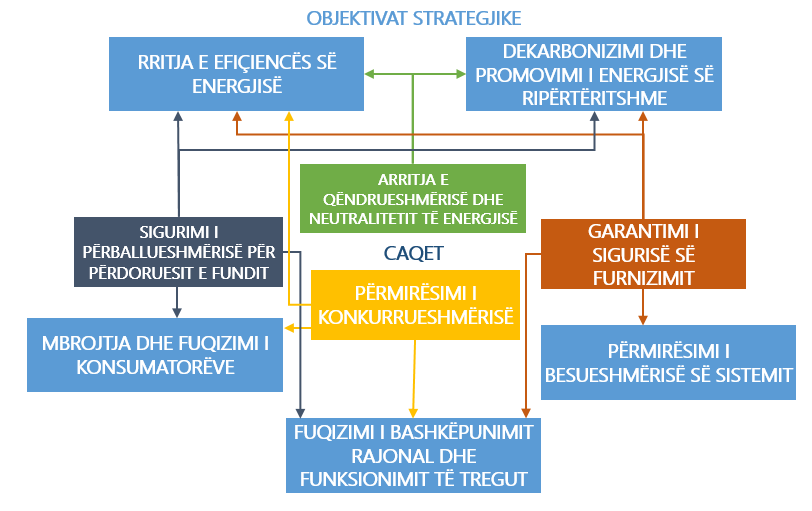 OBJEKTIVAT STRATEGJIKE
RRITJA E EFIÇIENCËS SË
ENERGJISË
DEKARBONIZIMI DHE
PROMOVIMI I ENERGJISË SË
RIPËRTËRITSHME
ARRITJA E
QËNDRUESHMËRISË DHE
NEUTRALITETIT TË ENERGJISË
SIGURIMI I
PËRBALLUESHMËRISË PËR
PËRDORUESIT E FUNDIT
CAQET
GARANTIMI I
SIGURISË SË
FURNIZIMIT
PËRMIRËSIMI I
KONKURRUESHMËRISË
MBROJTJA DHE FUQIZIMI I
KONSUMATORËVE
PËRMIRËSIMI I
BESUESHMËRISË SË SISTEMIT
FUQIZIMI I BASHKËPUNIMIT
RAJONAL DHE
FUNKSIONIMIT TË TREGUT